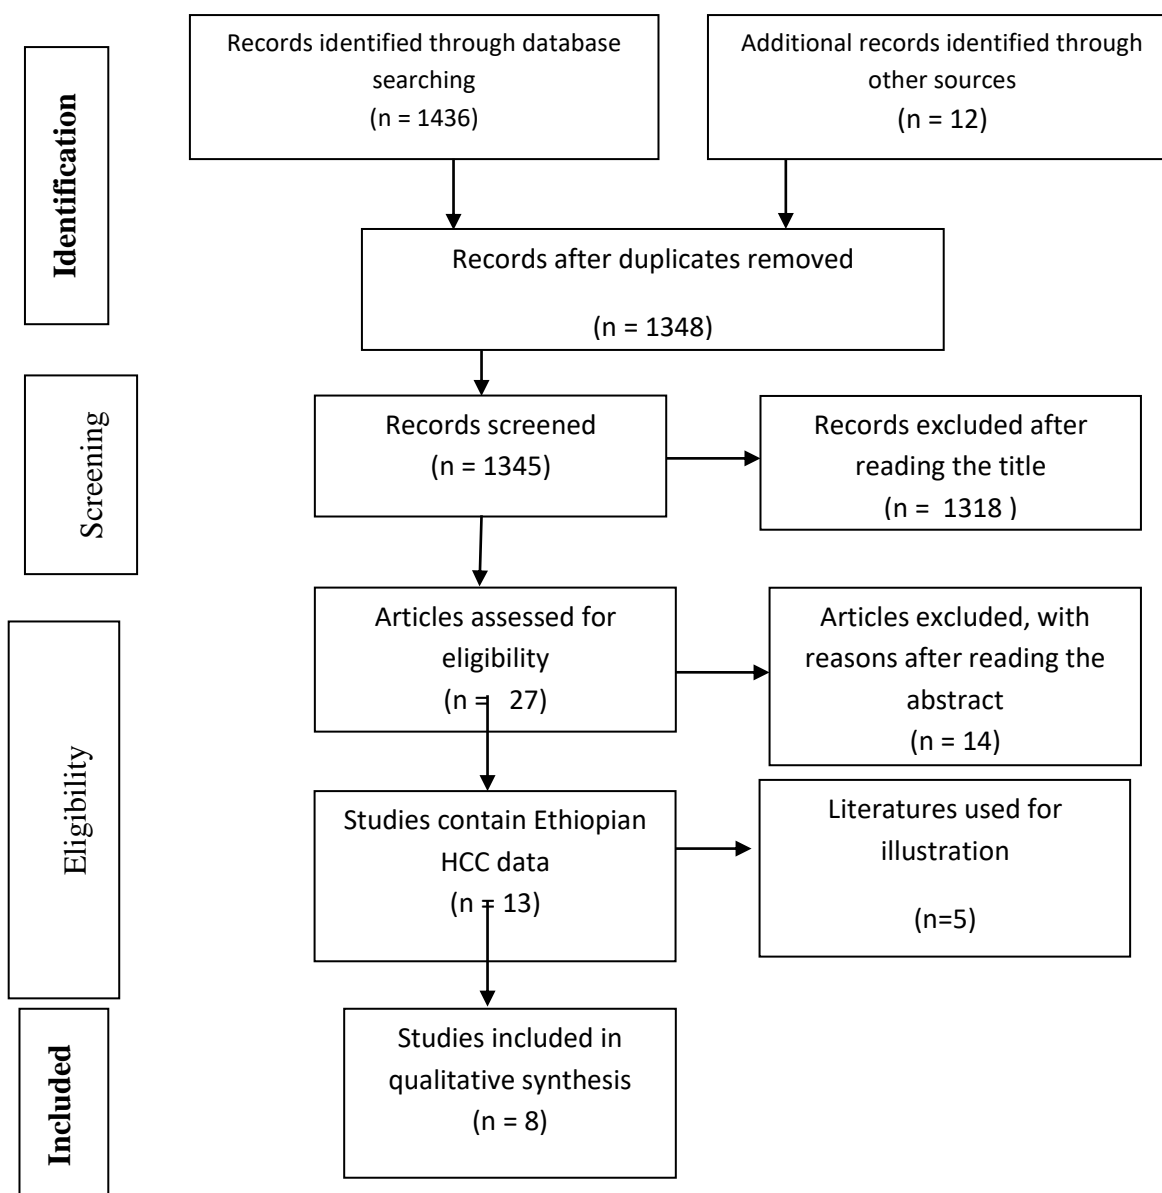 Records identified through database
searching
(n = 1436)
Additional records identified through
other sources
(n = 12)
Identification
Records after duplicates removed
(n = 1348)
Screening
Records screened
(n = 1345)
Records excluded after
reading the title
(n = 1318 )
Eligibility
Articles assessed for
eligibility
(n = 27)
Articles excluded, with
reasons after reading the
abstract
(n = 14)
Studies contain Ethiopian
HCC data
(n = 13)
Literatures used for
illustration
(n=5)
Included
Studies included in
qualitative synthesis
(n = 8)